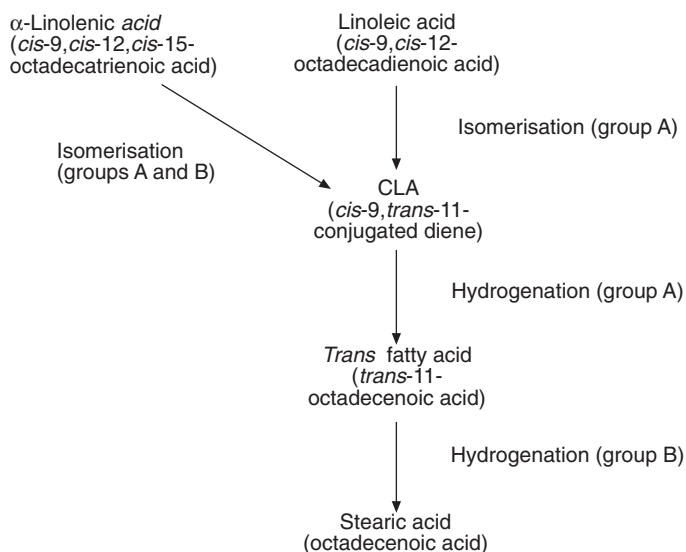 α-Linolenic acid
(cis-9,cis-12,cis-15-
octadecatrienoic acid)
Linoleic acid
(cis-9,cis-12-
octadecadienoic acid)
Isomerisation (group A)
Isomerisation
(groups A and B)
CLA
(cis-9,trans-11-
conjugated diene)
Hydrogenation (group A)
Trans fatty acid
(trans-11-
octadecenoic acid)
Hydrogenation (group B)
Stearic acid
(octadecenoic acid)